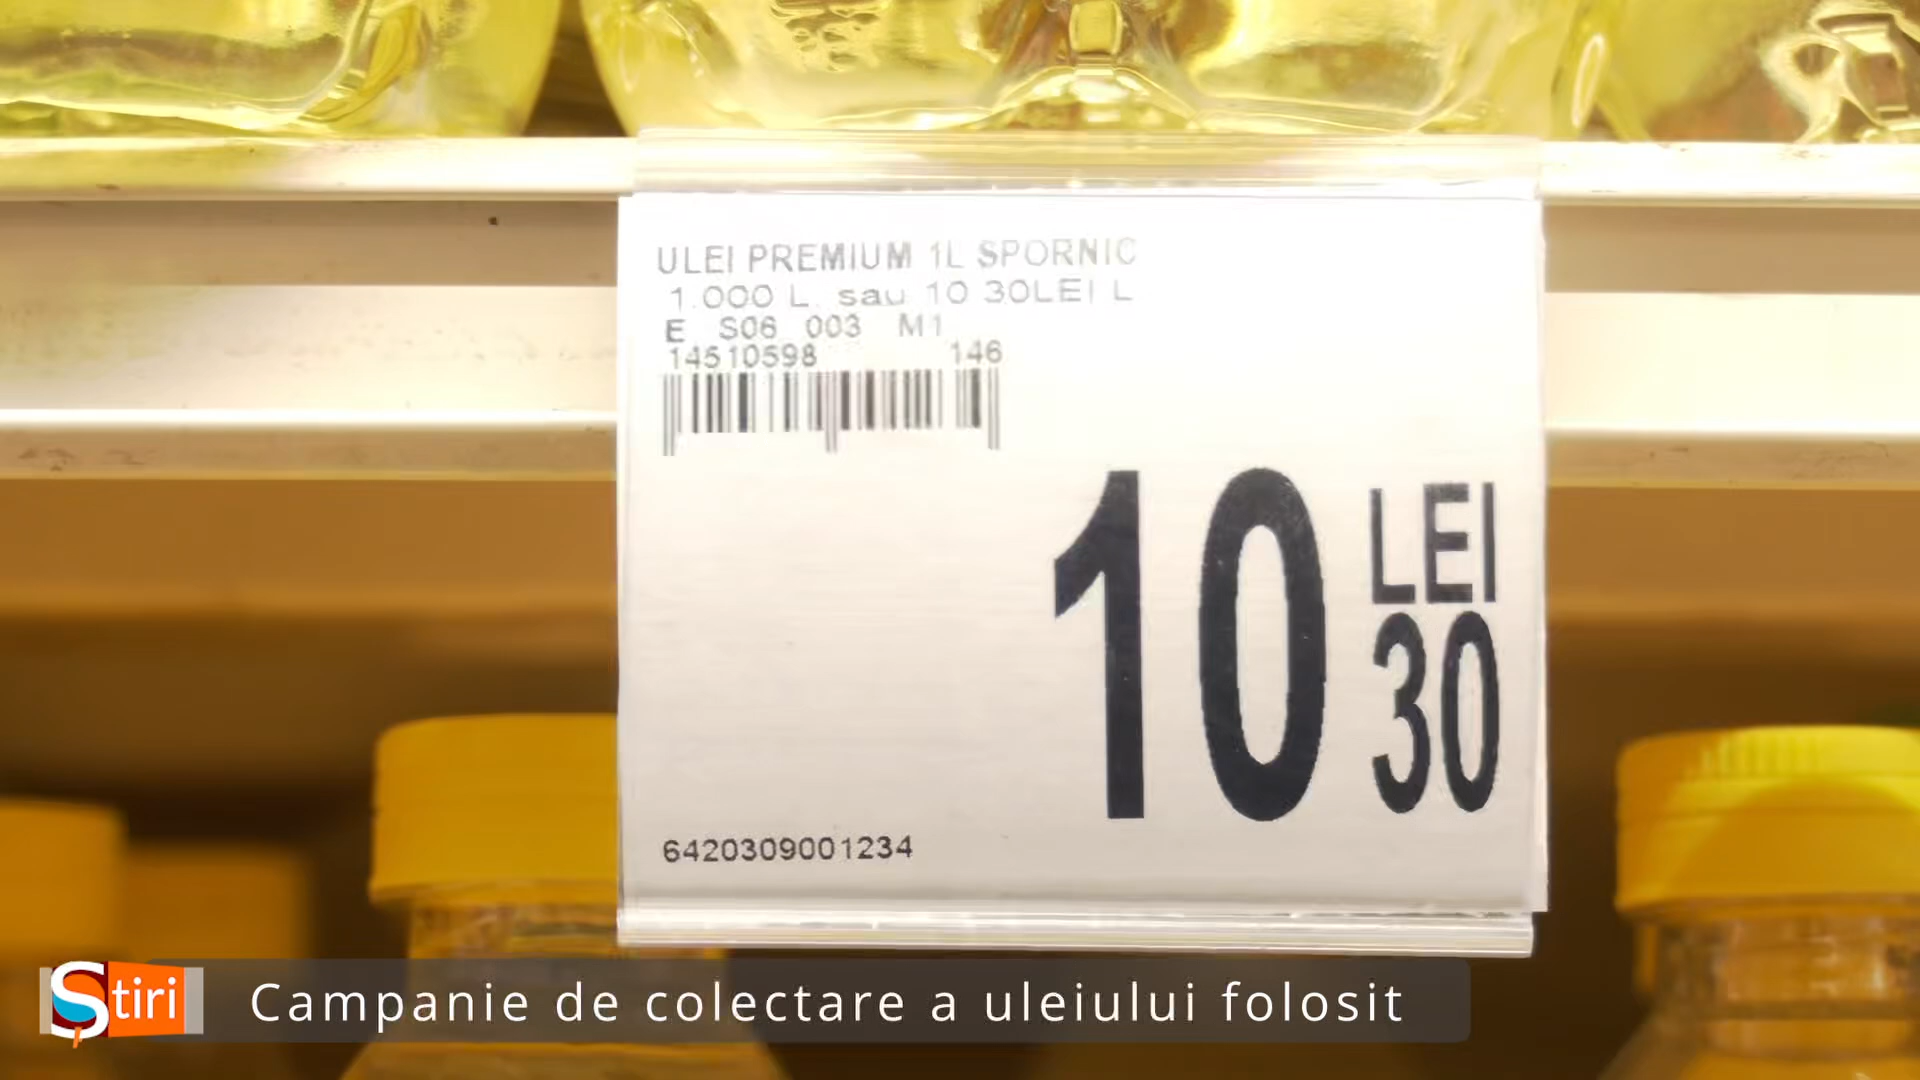 ULEI PREMIUM 1L SPORNIC
1.000 L. sau 10 30LEI L
E S06 003 M1
14510598 146
10 LEI
30
6420309001234
Știri
Campanie de colectare a uleiului folosit